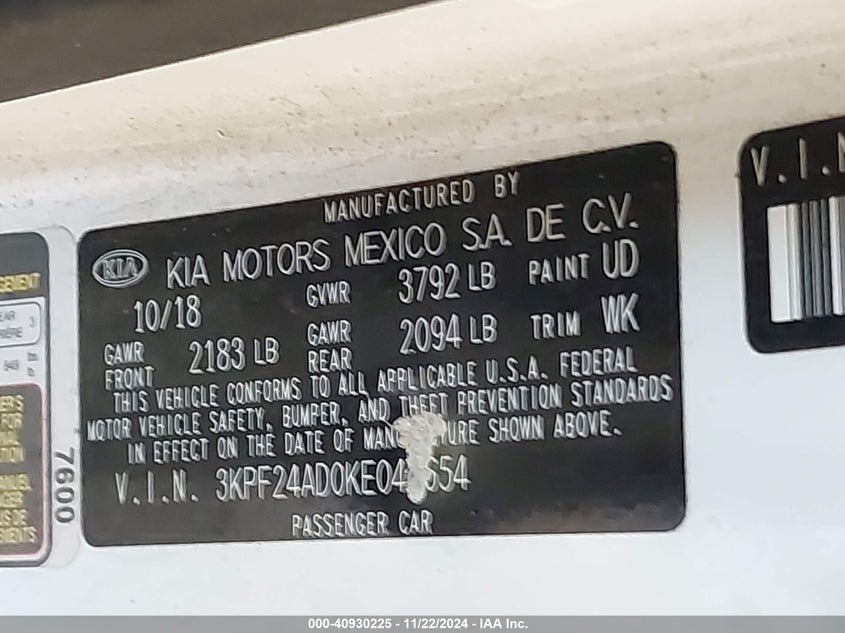 MANUFACTURED BY
KIA KIA MOTORS MEXICO S.A. DE C.V.
10/18 GVWR 3792 LB PAINT UD
GAWR FRONT 2183 LB GAWR REAR 2094 LB TRIM WK
THIS VEHICLE CONFORMS TO ALL APPLICABLE U.S.A. FEDERAL
MOTOR VEHICLE SAFETY, BUMPER, AND THEFT PREVENTION STANDARDS
IN EFFECT ON THE DATE OF SHOWN ABOVE.
V.I.N.
PASSENGER CAR
7600
V.I.N
000-40930225 - 11/22/2024 - IAA Inc.